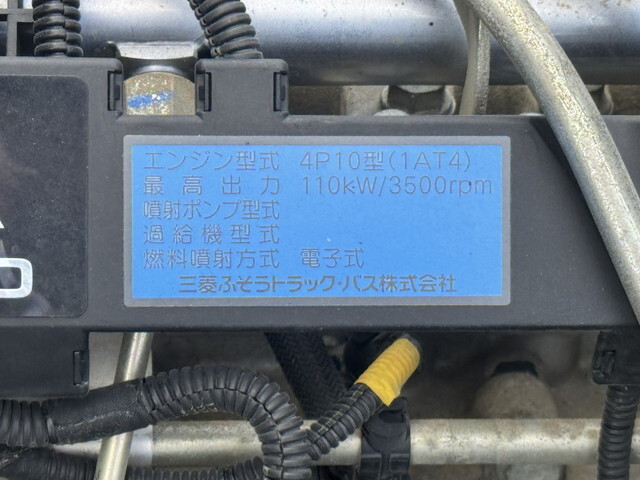 エンジン型式 4P10型(1AT4)
最高出力 110kW/3500rpm
噴射ポンプ型式
過給機型式
燃料噴射方式 電子式
三菱ふそうトラック・バス株式会社